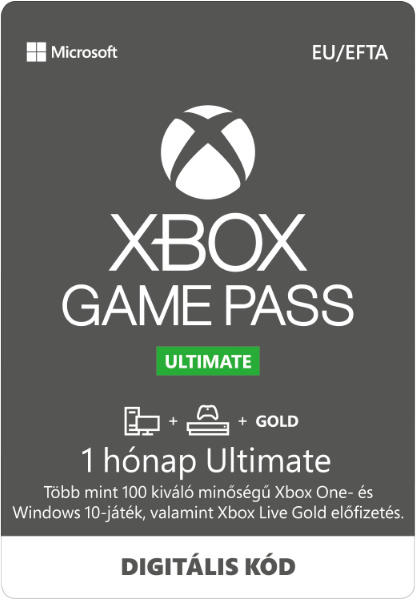 Microsoft EU/EFTA
XBOX
GAME PASS
ULTIMATE
+ + GOLD
1 hónap Ultimate
Több mint 100 kiváló minőségű Xbox One- és
Windows 10-játék, valamint Xbox Live Gold előfizetés.
DIGITÁLIS KÓD